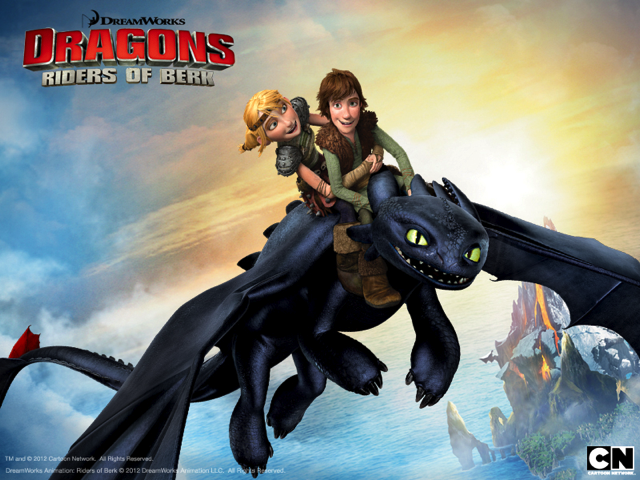 DREAMWORKS
DRAGONS
RIDERS OF BERK
TM and © 2012 Cartoon Network. All Rights Reserved.
DreamWorks Animation: Riders of Berk © 2012 DreamWorks Animation LLC. All Rights Reserved.
CN
CARTOON NETWORK